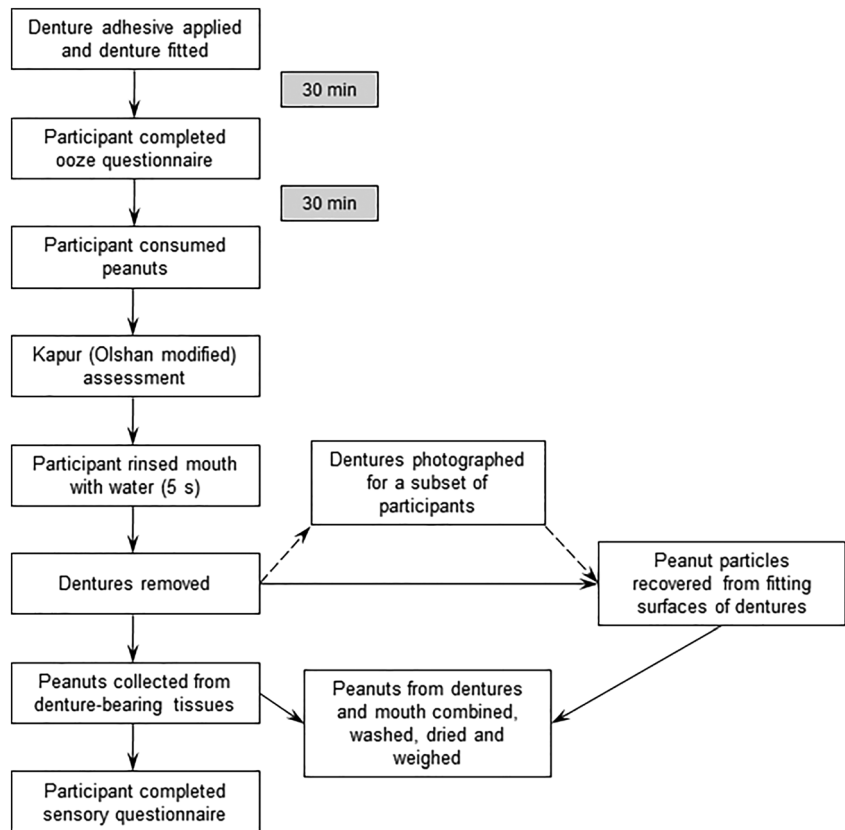 Denture adhesive applied
and denture fitted
30 min
Participant completed
ooze questionnaire
30 min
Participant consumed
peanuts
Kapur (Olshan modified)
assessment
Participant rinsed mouth
with water (5 s)
Dentures photographed
for a subset of
participants
Dentures removed
Peanut particles
recovered from fitting
surfaces of dentures
Peanuts collected from
denture-bearing tissues
Peanuts from dentures
and mouth combined,
washed, dried and
weighed
Participant completed
sensory questionnaire